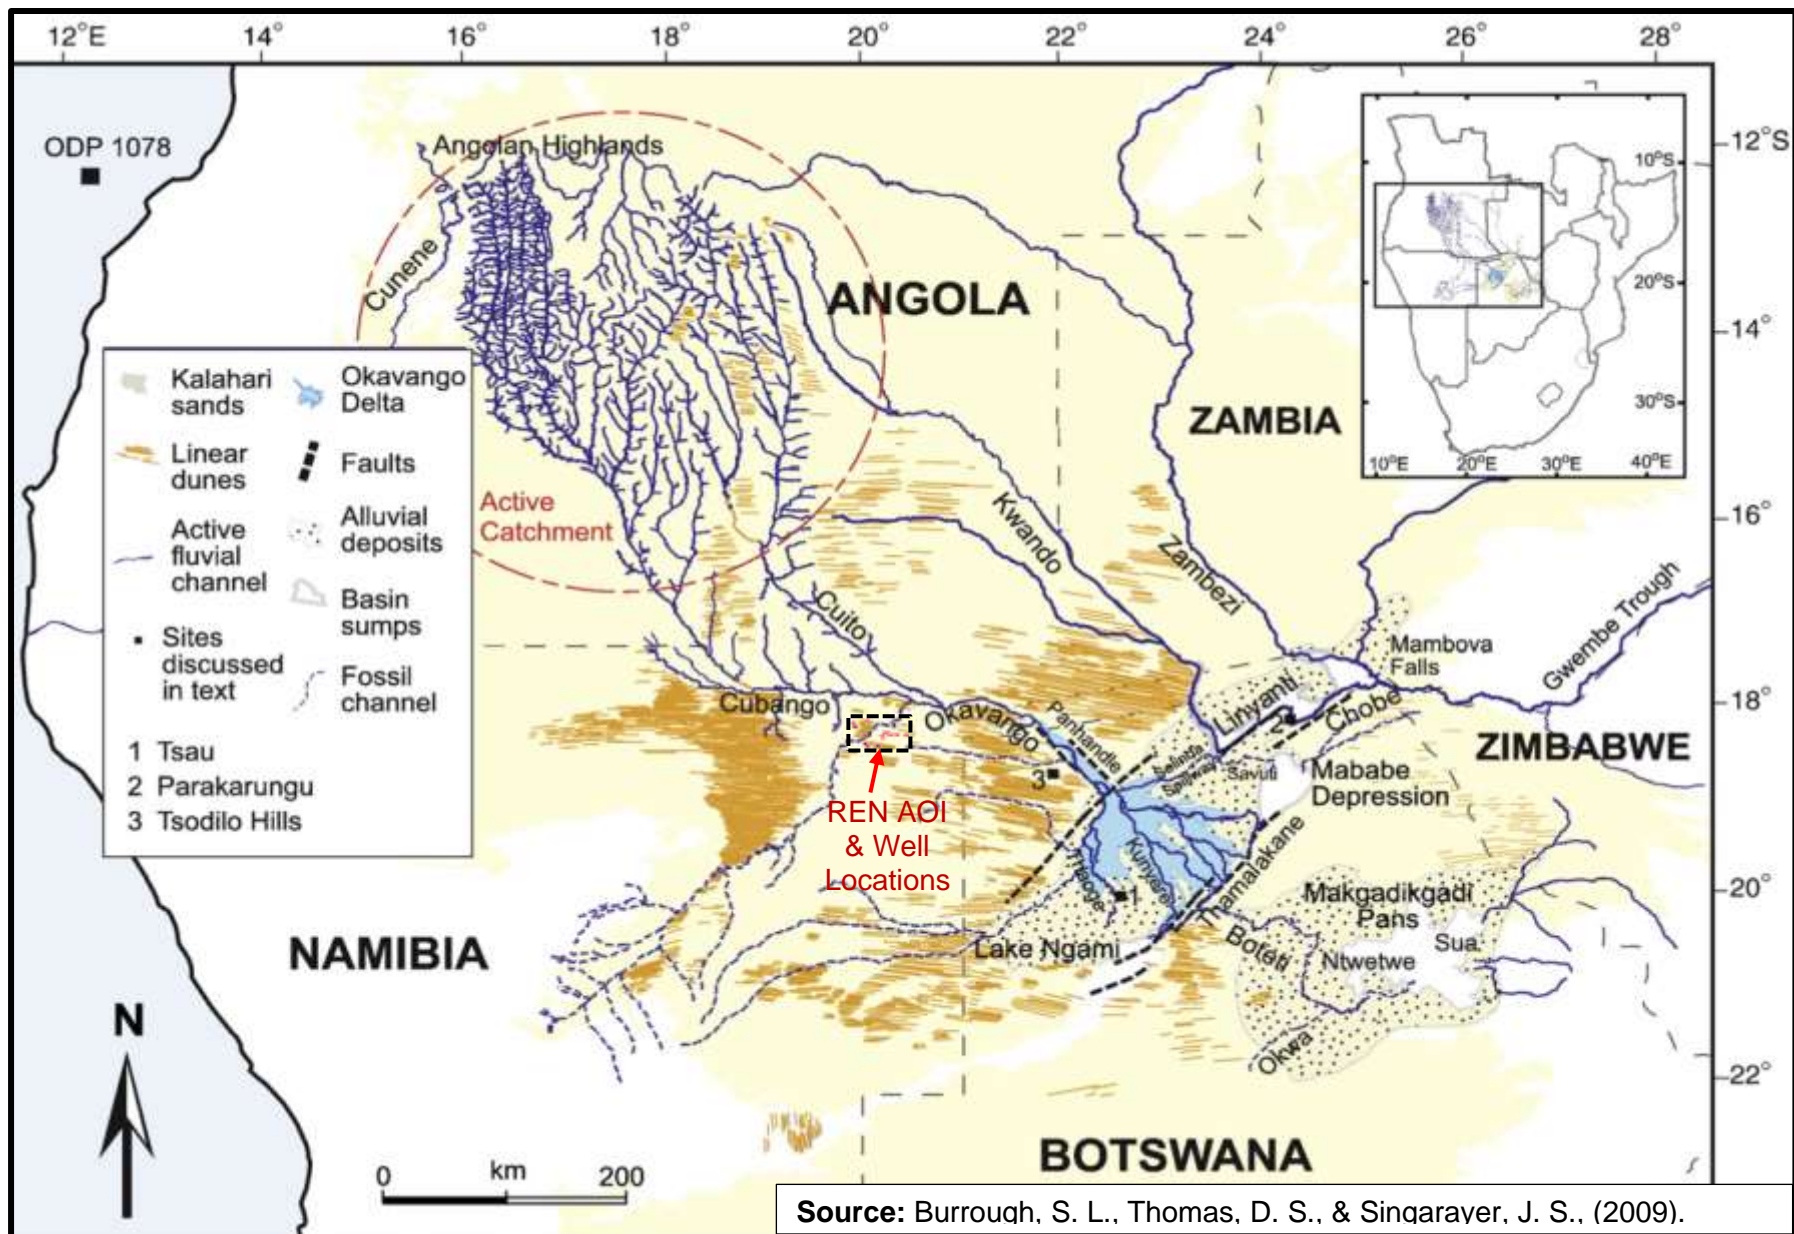 12°E 14° 16° 18° 20° 22° 24° 26° 28°
ODP 1078
Angolan Highlands
12°S
10°S
20°S
30°S
10°E 20°E 30°E 40°E
Cunene
ANGOLA
14°
ZAMBIA
Kalahari sands
Okavango Delta
Linear dunes
Faults
Active fluvial channel
Alluvial deposits
Basin sumps
Sites discussed in text
Fossil channel
1 Tsau
2 Parakarungu
3 Tsodilo Hills
Active
Catchment
Kwando
16°
Zambezi
Cuito
Gwembe Trough
Mambova
Falls
Linyanti
Cubango
Okavango
Panhandle
Chobe
2
18°
ZIMBABWE
Selinda
Spillway
Savuti
Mababe
Depression
3
REN AOI
& Well
Locations
Thaoge
Kunyere
1
Thamalakane
20°
Makgadikgadi
Pans
Sua
Ntwetwe
Boteti
Lake Ngami
NAMIBIA
Okwa
22°
N
BOTSWANA
km
0 200
Source: Burrough, S. L., Thomas, D. S., & Singarayer, J. S., (2009).